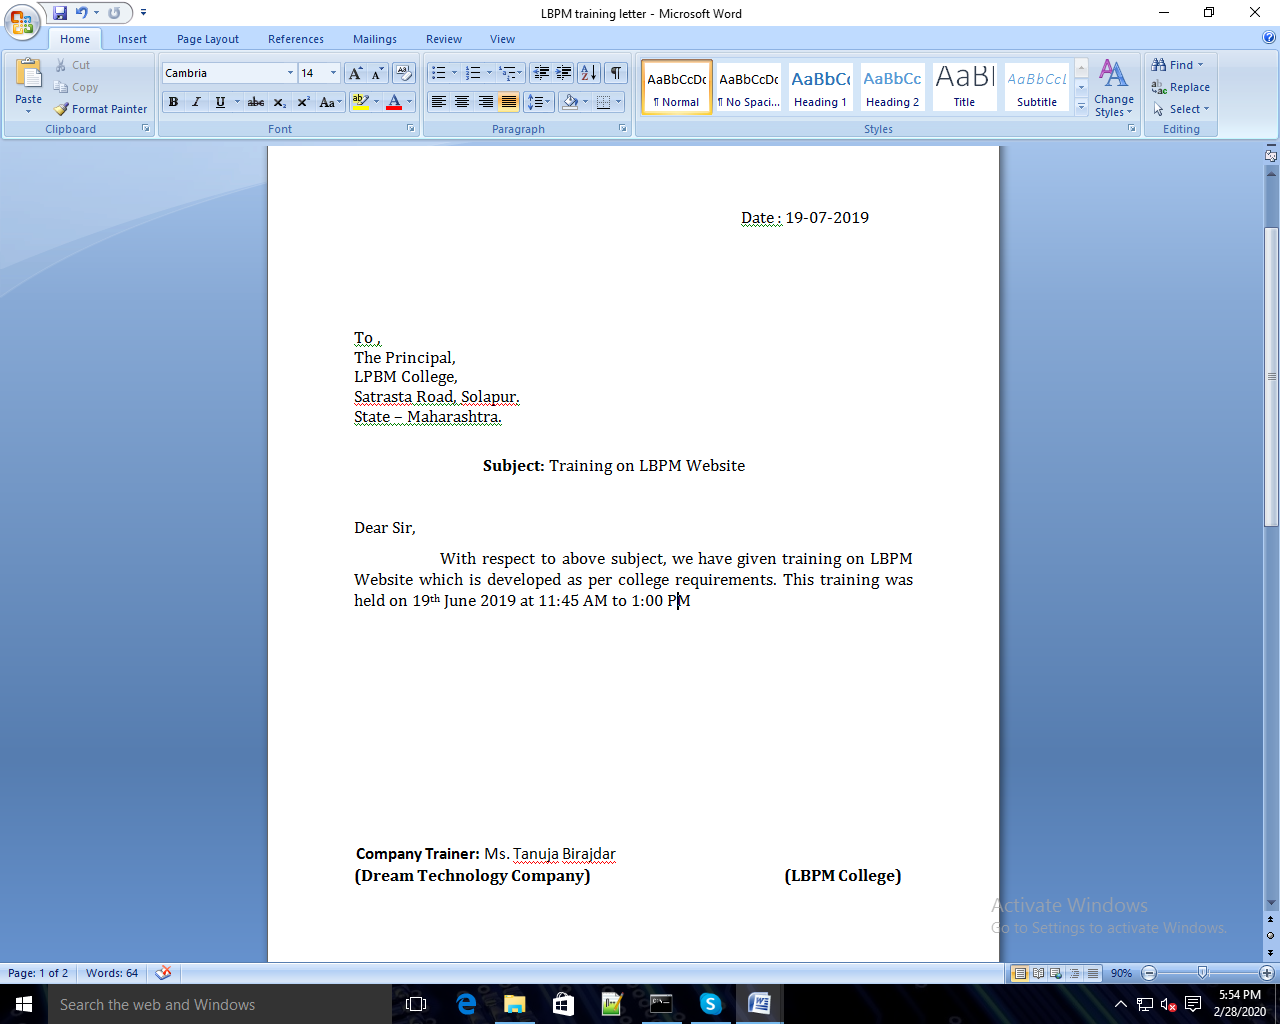 LBPM training letter - Microsoft Word
Home Insert Page Layout References Mailings Review View
Paste
Cut
Copy
Format Painter
Clipboard
Cambria 14
B I U abc x₂ x² Aa ab A
Font
Paragraph
AaBbCcDc AaBbCcDc AaBbCc AaBbCc AaBI AaBbCcL
¶ Normal ¶ No Spaci... Heading 1 Heading 2 Title Subtitle
Change Styles
Styles
Find
Replace
Select
Editing
Date : 19-07-2019
To ,
The Principal,
LPBM College,
Satrasta Road, Solapur.
State – Maharashtra.
Subject: Training on LBPM Website
Dear Sir,
With respect to above subject, we have given training on LBPM
Website which is developed as per college requirements. This training was
held on 19th June 2019 at 11:45 AM to 1:00 PM
Company Trainer: Ms. Tanuja Birajdar
(Dream Technology Company) (LBPM College)
Activate Windows
Go to Settings to activate Windows.
Page: 1 of 2 Words: 64 90%
Search the web and Windows
5:54 PM
2/28/2020